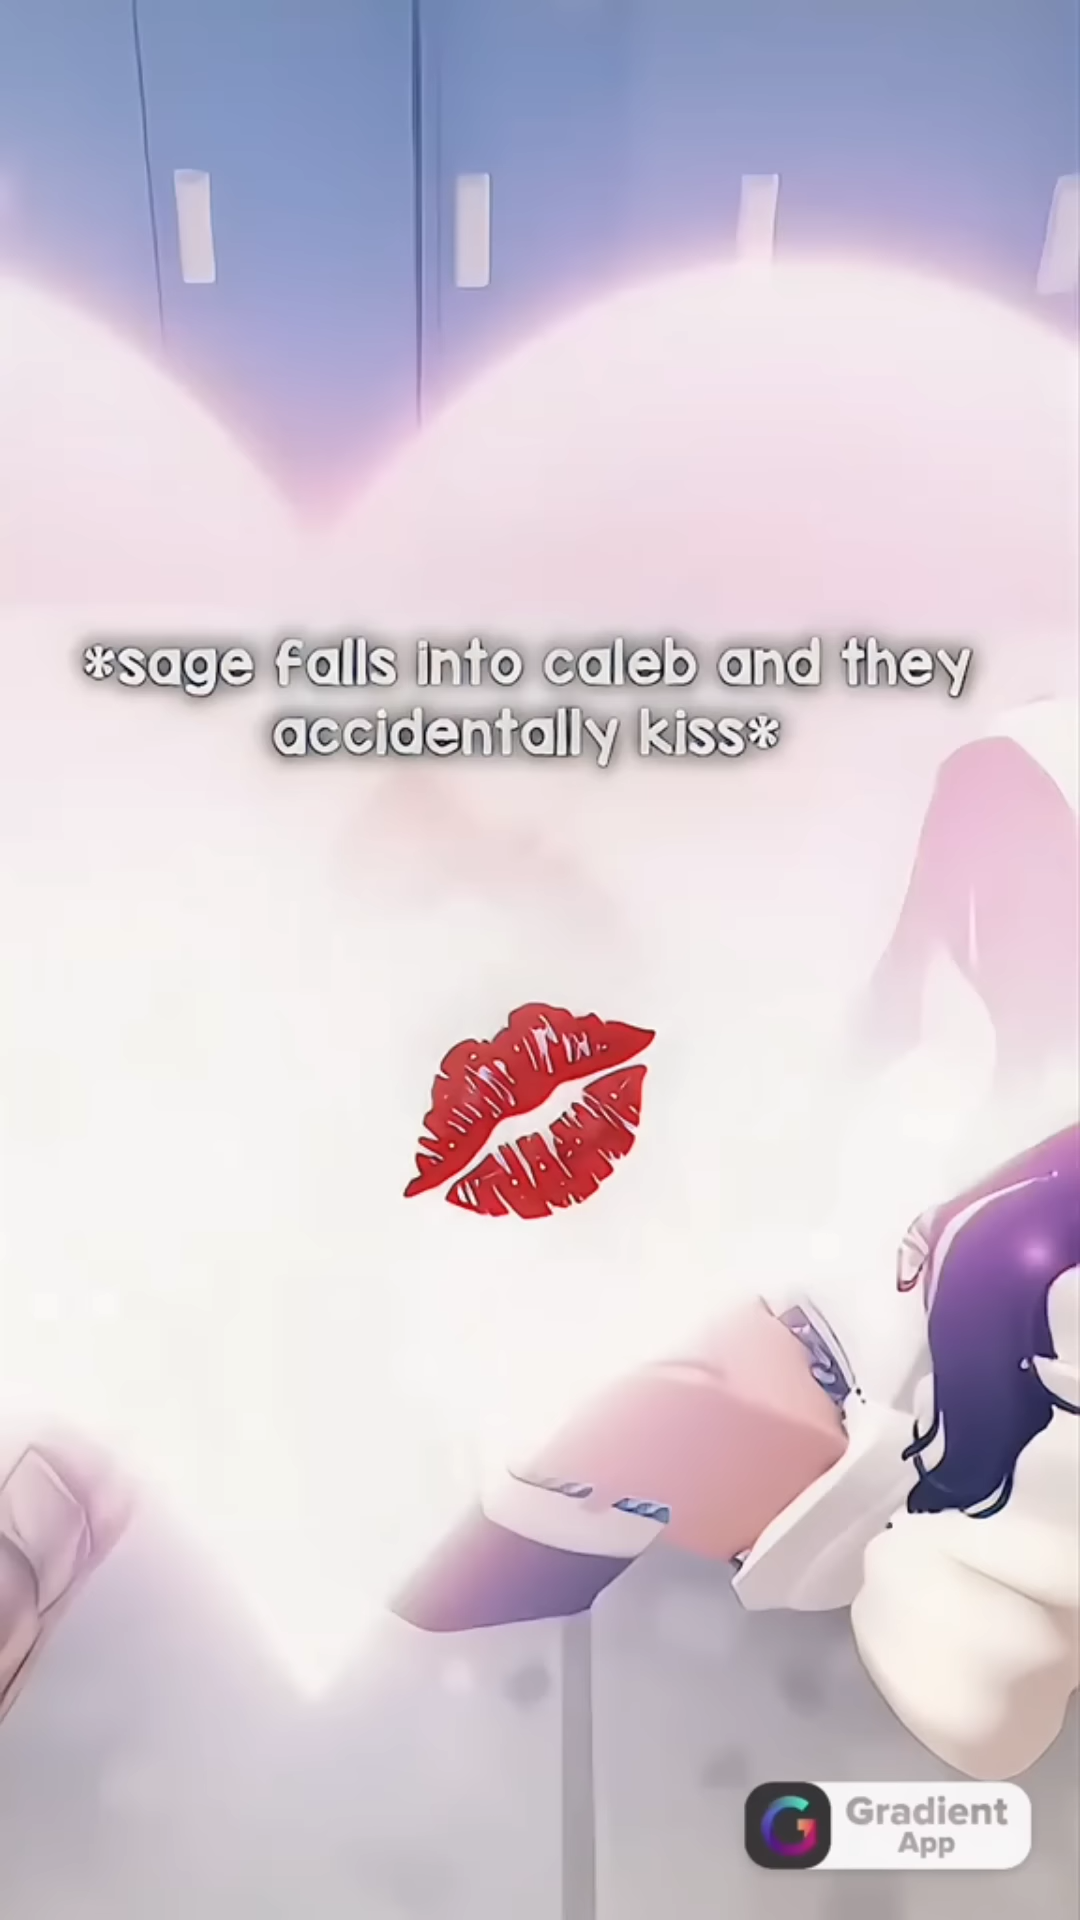 *sage falls into caleb and they
accidentally kiss*
Gradient
App